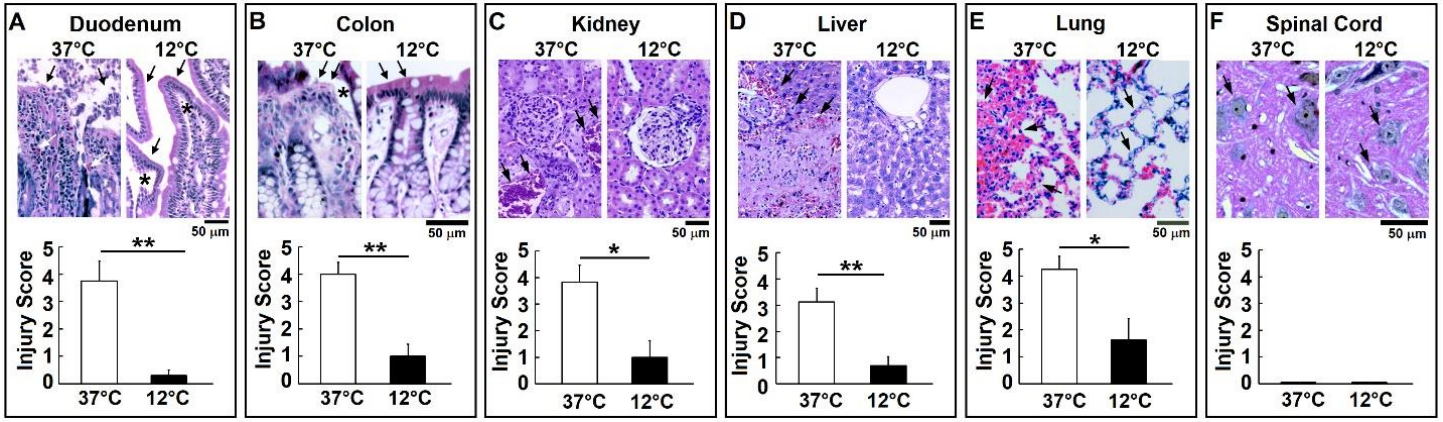 A Duodenum
37°C 12°C
* *
50 μm
Injury Score
5
4
3
2
1
0
**
37°C 12°C
B Colon
37°C 12°C
*
50 μm
Injury Score
5
4
3
2
1
0
**
37°C 12°C
C Kidney
37°C 12°C
50 μm
Injury Score
5
4
3
2
1
0
*
37°C 12°C
D Liver
37°C 12°C
50 μm
Injury Score
5
4
3
2
1
0
**
37°C 12°C
E Lung
37°C 12°C
50 μm
Injury Score
5
4
3
2
1
0
*
37°C 12°C
F Spinal Cord
37°C 12°C
50 μm
Injury Score
5
4
3
2
1
0
37°C 12°C